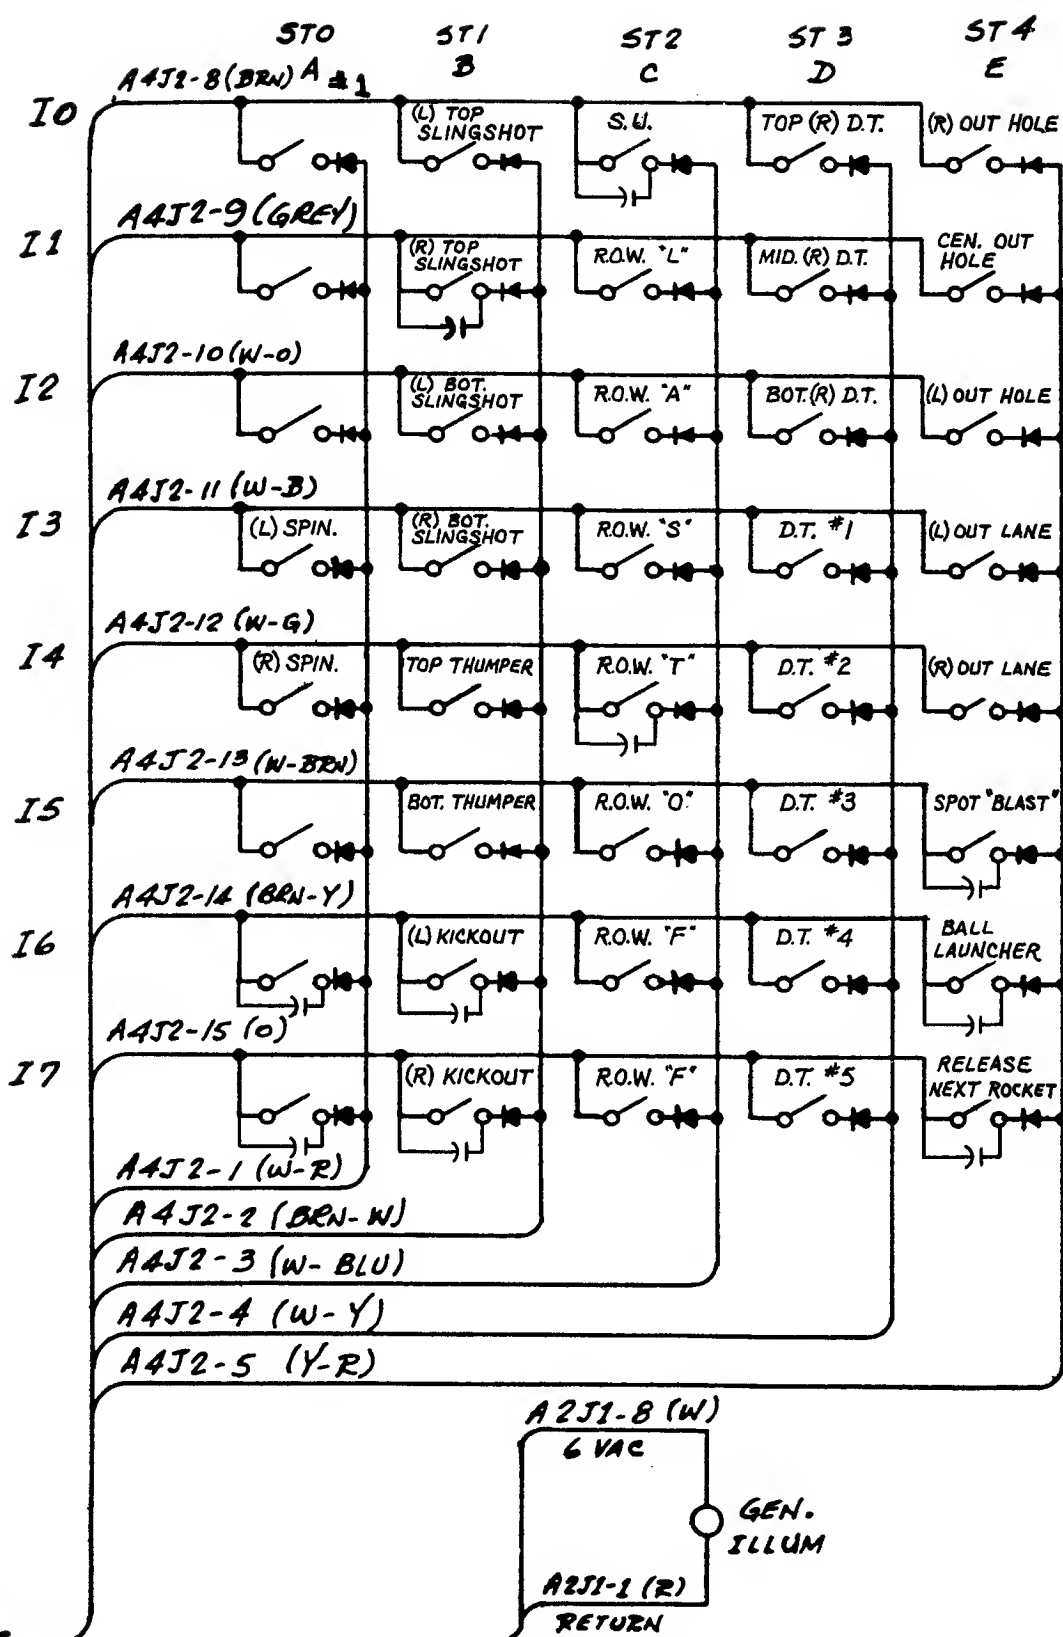 ST0 ST1 ST2 ST3 ST4
A B C D E
I0 A4J2-8 (BRN) #1
(L) TOP SLINGSHOT
S.U.
TOP (R) D.T.
(R) OUT HOLE
I1 A4J2-9 (GREY)
(R) TOP SLINGSHOT
R.O.W. "L"
MID. (R) D.T.
CEN. OUT HOLE
I2 A4J2-10 (W-O)
(L) BOT. SLINGSHOT
R.O.W. "A"
BOT. (R) D.T.
(L) OUT HOLE
I3 A4J2-11 (W-B)
(L) SPIN.
(R) BOT. SLINGSHOT
R.O.W. "S"
D.T. #1
(L) OUT LANE
I4 A4J2-12 (W-G)
(R) SPIN.
TOP THUMPER
R.O.W. "T"
D.T. #2
(R) OUT LANE
I5 A4J2-13 (W-BRN)
BOT. THUMPER
R.O.W. "O"
D.T. #3
SPOT "BLAST"
I6 A4J2-14 (BRN-Y)
(L) KICKOUT
R.O.W. "F"
D.T. #4
BALL LAUNCHER
I7 A4J2-15 (O)
(R) KICKOUT
R.O.W. "F"
D.T. #5
RELEASE NEXT ROCKET
A4J2-1 (W-R)
A4J2-2 (BRN-W)
A4J2-3 (W-BLU)
A4J2-4 (W-Y)
A4J2-5 (Y-R)
A2J1-8 (W)
6 VAC
GEN.
ILLUM
A2J1-1 (R)
RETURN